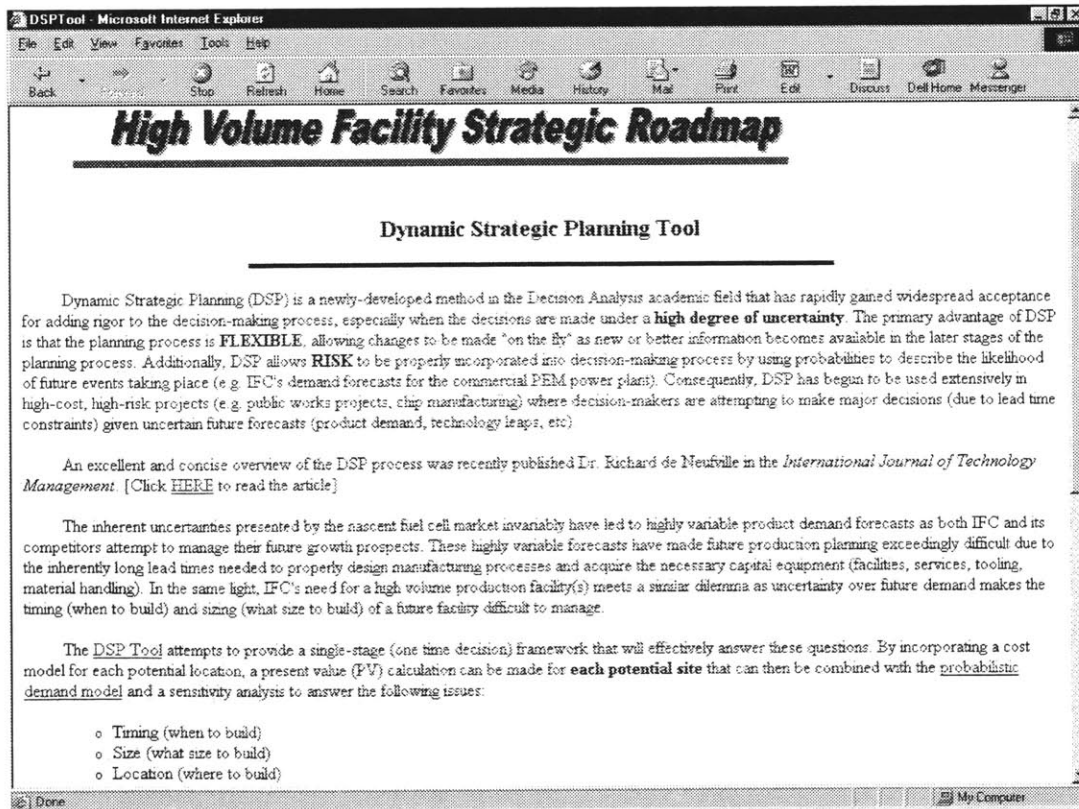 DSPTool - Microsoft Internet Explorer
File Edit View Favorites Tools Help
Back Forward Stop Refresh Home Search Favorites Media History Mail Print Edit Discuss Dell Home Messenger
High Volume Facility Strategic Roadmap
Dynamic Strategic Planning Tool
Dynamic Strategic Planning (DSP) is a newly-developed method in the Decision Analysis academic field that has rapidly gained widespread acceptance
for adding rigor to the decision-making process, especially when the decisions are made under a high degree of uncertainty. The primary advantage of DSP
is that the planning process is FLEXIBLE, allowing changes to be made "on the fly" as new or better information becomes available in the later stages of the
planning process. Additionally, DSP allows RISK to be properly incorporated into decision-making process by using probabilities to describe the likelihood
of future events taking place (e.g. IFC's demand forecasts for the commercial PEM power plant). Consequently, DSP has begun to be used extensively in
high-cost, high-risk projects (e.g. public works projects, chip manufacturing) where decision-makers are attempting to make major decisions (due to lead time
constraints) given uncertain future forecasts (product demand, technology leaps, etc)
An excellent and concise overview of the DSP process was recently published Dr. Richard de Neufville in the International Journal of Technology
Management. [Click HERE to read the article]
The inherent uncertainties presented by the nascent fuel cell market invariably have led to highly variable product demand forecasts as both IFC and its
competitors attempt to manage their future growth prospects. These highly variable forecasts have made future production planning exceedingly difficult due to
the inherently long lead times needed to properly design manufacturing processes and acquire the necessary capital equipment (facilities, services, tooling,
material handling). In the same light, IFC's need for a high volume production facility(s) meets a similar dilemma as uncertainty over future demand makes the
timing (when to build) and sizing (what size to build) of a future facility difficult to manage.
The DSP Tool attempts to provide a single-stage (one time decision) framework that will effectively answer these questions. By incorporating a cost
model for each potential location, a present value (PV) calculation can be made for each potential site that can then be combined with the probabilistic
demand model and a sensitivity analysis to answer the following issues:
o Timing (when to build)
o Size (what size to build)
o Location (where to build)
Done My Computer